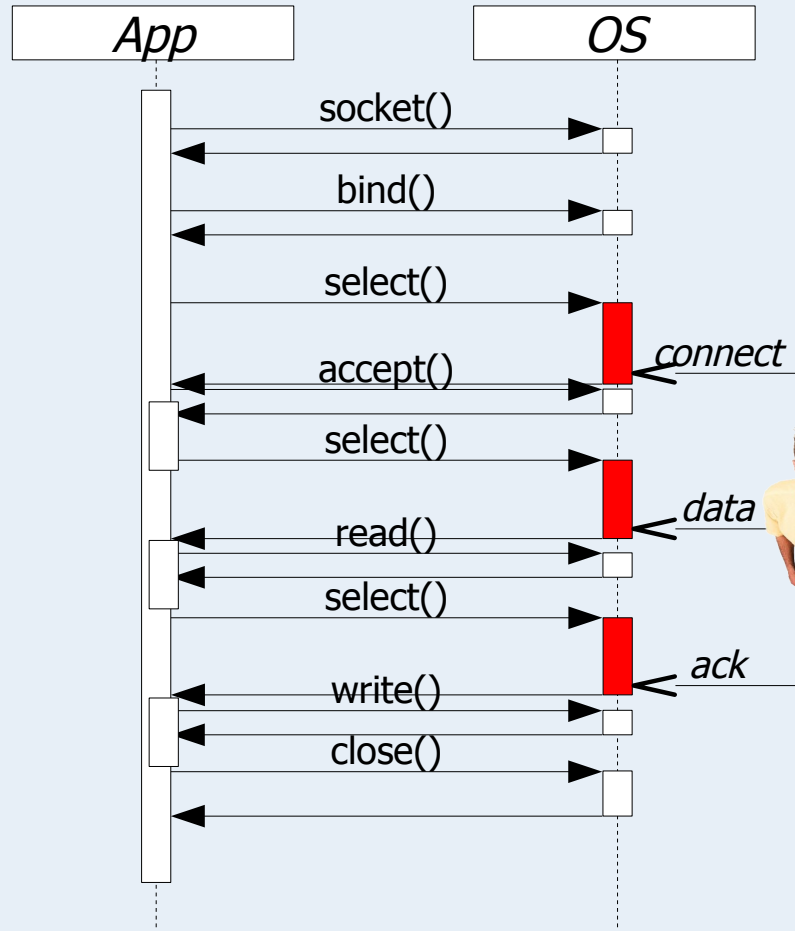 App
OS
socket()
bind()
select()
connect
accept()
select()
data
read()
select()
ack
write()
close()